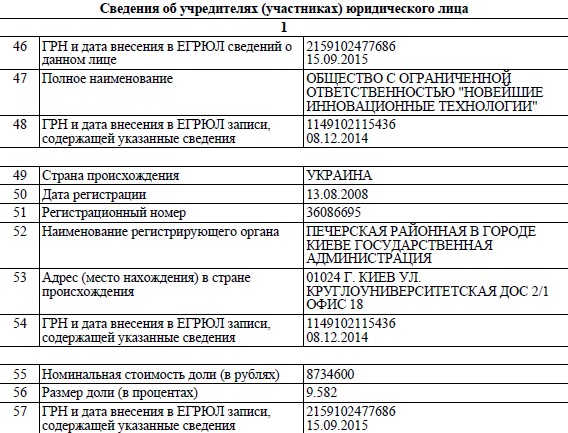 Сведения об учредителях (участниках) юридического лица
1
46 ГРН и дата внесения в ЕГРЮЛ сведений о данном лице 2159102477686 15.09.2015
47 Полное наименование ОБЩЕСТВО С ОГРАНИЧЕННОЙ ОТВЕТСТВЕННОСТЬЮ "НОВЕЙШИЕ ИННОВАЦИОННЫЕ ТЕХНОЛОГИИ"
48 ГРН и дата внесения в ЕГРЮЛ записи, содержащей указанные сведения 1149102115436 08.12.2014
49 Страна происхождения УКРАИНА
50 Дата регистрации 13.08.2008
51 Регистрационный номер 36086695
52 Наименование регистрирующего органа ПЕЧЕРСКАЯ РАЙОННАЯ В ГОРОДЕ КИЕВЕ ГОСУДАРСТВЕННАЯ АДМИНИСТРАЦИЯ
53 Адрес (место нахождения) в стране происхождения 01024 Г. КИЕВ УЛ. КРУГЛОУНИВЕРСИТЕТСКАЯ ДОС 2/1 ОФИС 18
54 ГРН и дата внесения в ЕГРЮЛ записи, содержащей указанные сведения 1149102115436 08.12.2014
55 Номинальная стоимость доли (в рублях) 8734600
56 Размер доли (в процентах) 9.582
57 ГРН и дата внесения в ЕГРЮЛ записи, содержащей указанные сведения 2159102477686 15.09.2015